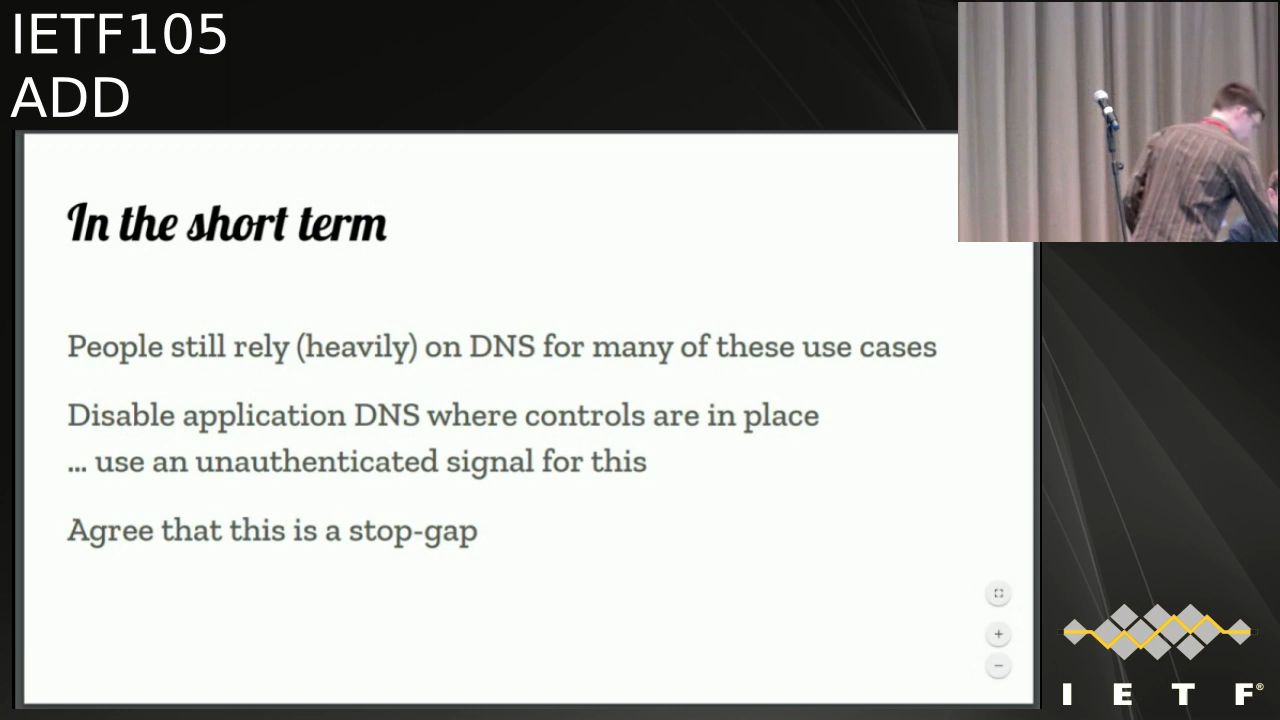 IETF105
ADD
In the short term
People still rely (heavily) on DNS for many of these use cases
Disable application DNS where controls are in place
... use an unauthenticated signal for this
Agree that this is a stop-gap
I E T F®